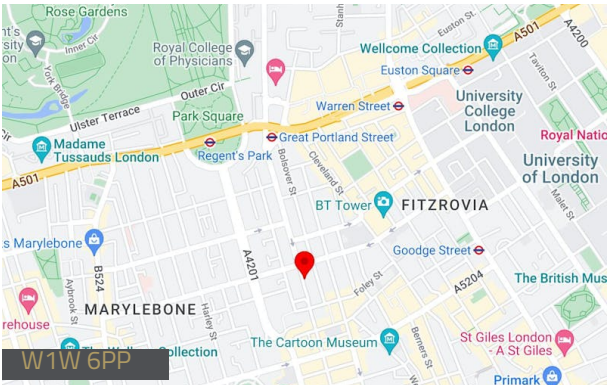 Rose Gardens
Inner Cir
York Bridge
Royal College
of Physicians
Outer Cir
Ulster Terrace
Park Square
Madame
Tussauds London
A501
Regent's Park
Great Portland Street
Warren Street
Euston Square
Wellcome Collection
Euston St
A501
A4200
Taviton St
University
College
London
Royal Natio
University
of London
Malet St
Bolsover St
Cleveland St
BT Tower
FITZROVIA
Goodge Street
A5204
The British Mus
Foley St
A4201
s Marylebone
B524
Aybrook St
MARYLEBONE
Harley St
The Cartoon Museum
Berners St
St Giles London
- A St Giles
Primark
rehouse
Collection
W1W 6PP